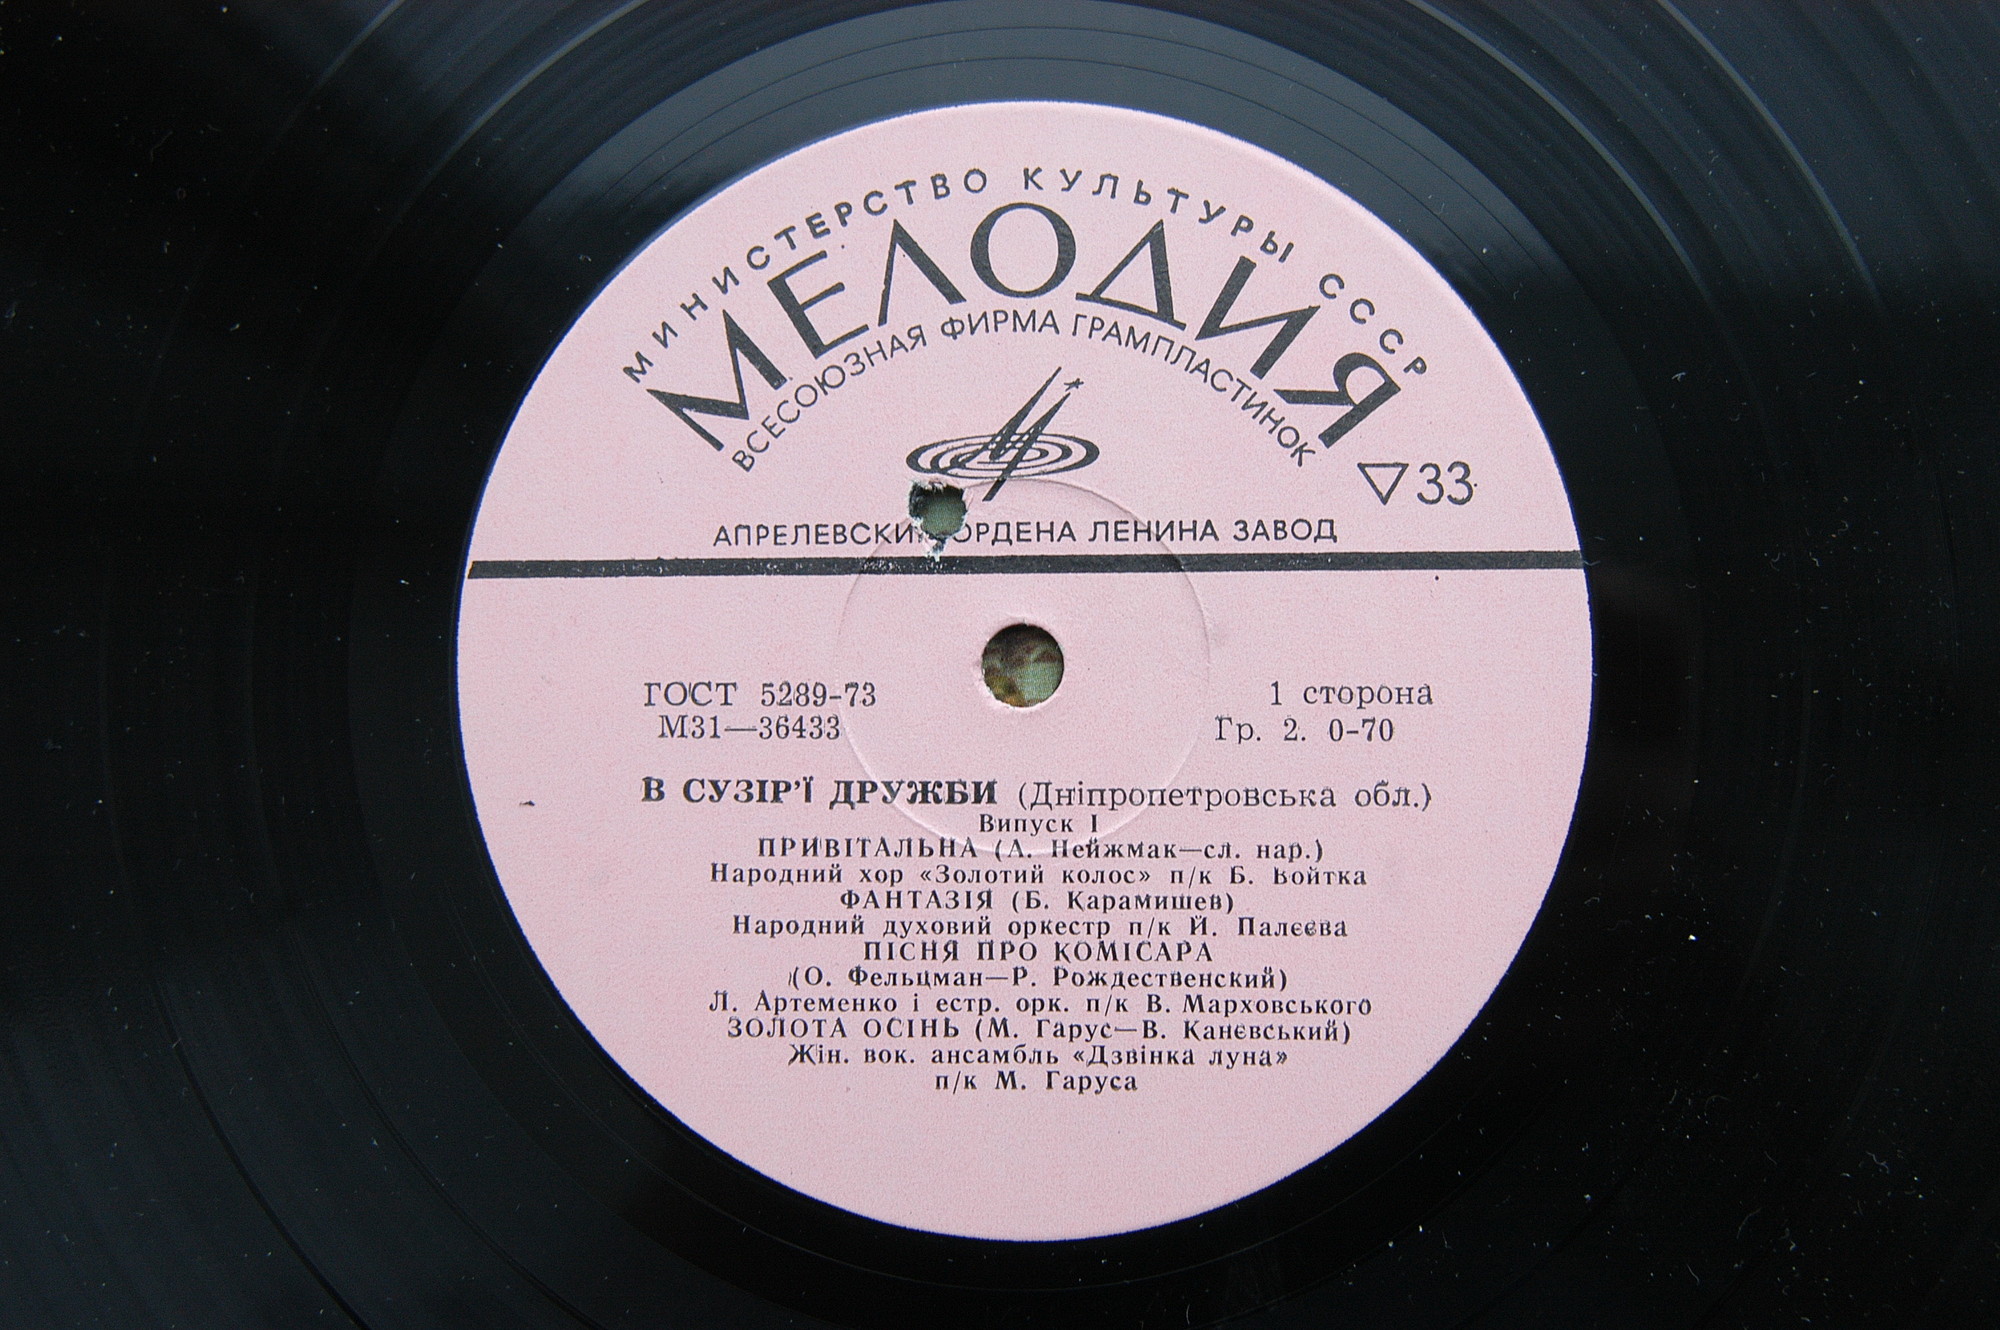 МИНИСТЕРСТВО КУЛЬТУРЫ СССР
МЕЛОДИЯ
ВСЕСОЮЗНАЯ ФИРМА ГРАМПЛАСТИНОК
33
АПРЕЛЕВСКИЙ ОРДЕНА ЛЕНИНА ЗАВОД
ГОСТ 5289-73
1 сторона
М31—36433
Гр. 2. 0-70
В СУЗІР'Ї ДРУЖБИ (Дніпропетровська обл.)
Випуск І
ПРИВІТАЛЬНА (А. Нейжмак—сл. нар.)
Народний хор «Золотий колос» п/к Б. Войтка
ФАНТАЗІЯ (Б. Карамишев)
Народний духовий оркестр п/к Й. Палєєва
ПІСНЯ ПРО КОМІСАРА
(О. Фельцман—Р. Рождественский)
Л. Артеменко і естр. орк. п/к В. Марховського
ЗОЛОТА ОСІНЬ (М. Гарус—В. Каневський)
Жін. вок. ансамбль «Дзвінка луна»
п/к М. Гаруса